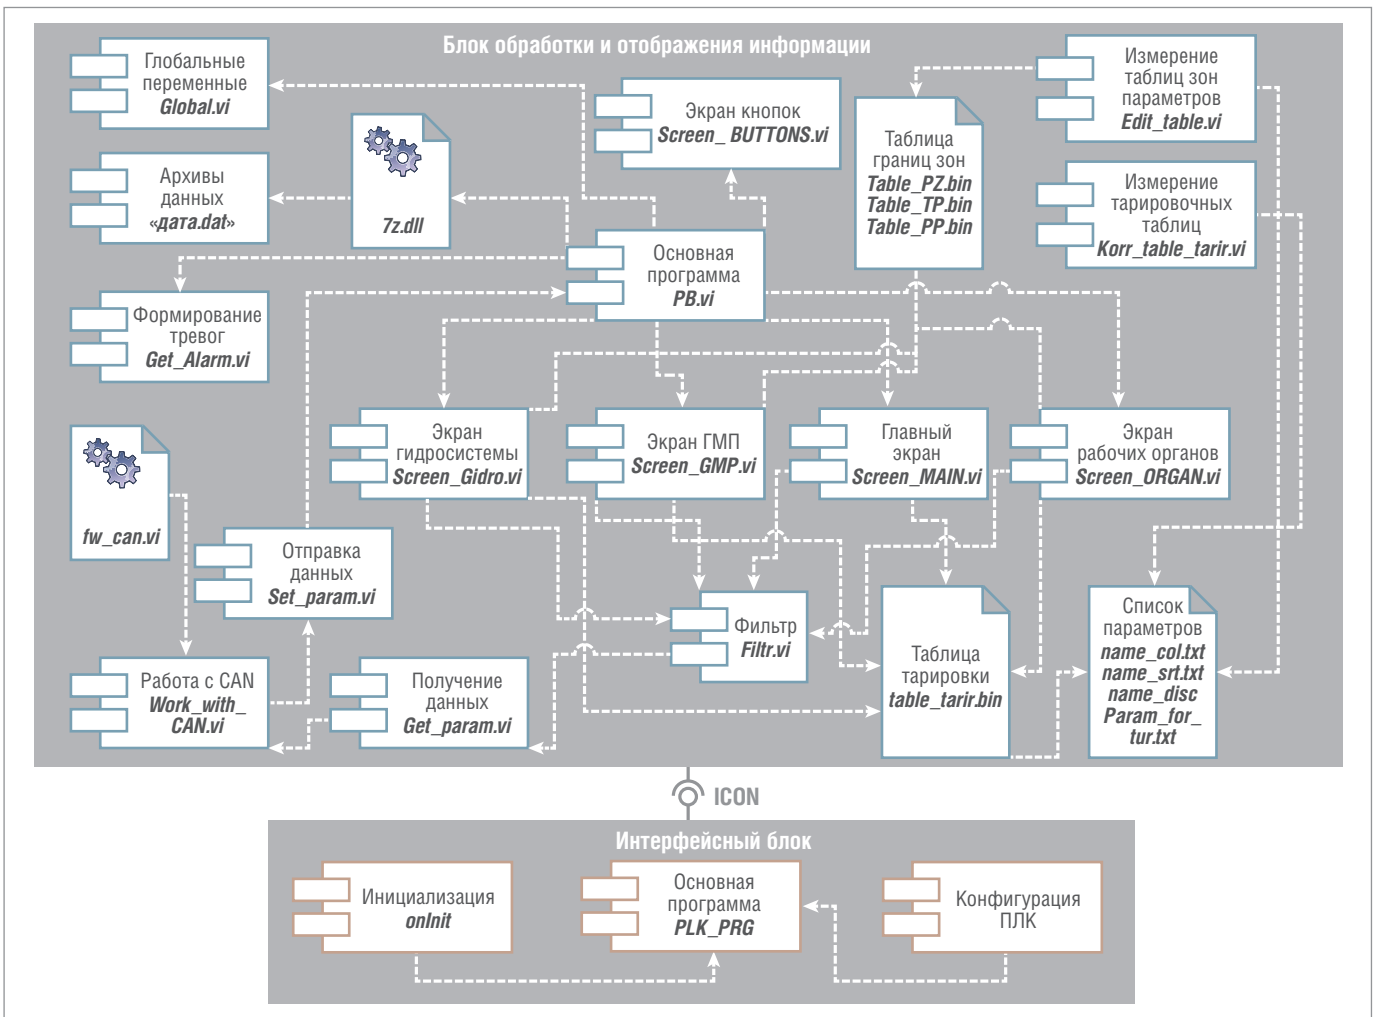 Блок обработки и отображения информации
Глобальные
переменные
Global.vi
Экран кнопок
Screen_ BUTTONS.vi
Таблица
границ зон
Table_PZ.bin
Table_TP.bin
Table_PP.bin
Измерение
таблиц зон
параметров
Edit_table.vi
Архивы
данных
«дата.dat»
7z.dll
Измерение
тарировочных
таблиц
Korr_table_tarir.vi
Основная
программа
PB.vi
Формирование
тревог
Get_Alarm.vi
Экран
гидросистемы
Screen_Gidro.vi
Экран ГМП
Screen_GMP.vi
Главный
экран
Screen_MAIN.vi
Экран
рабочих органов
Screen_ORGAN.vi
fw_can.vi
Отправка
данных
Set_param.vi
Фильтр
Filtr.vi
Таблица
тарировки
table_tarir.bin
Список
параметров
name_col.txt
name_srt.txt
name_disc
Param_for_
tur.txt
Работа с CAN
Work_with_
CAN.vi
Получение
данных
Get_param.vi
ICON
Интерфейсный блок
Инициализация
onInit
Основная
программа
PLK_PRG
Конфигурация
ПЛК